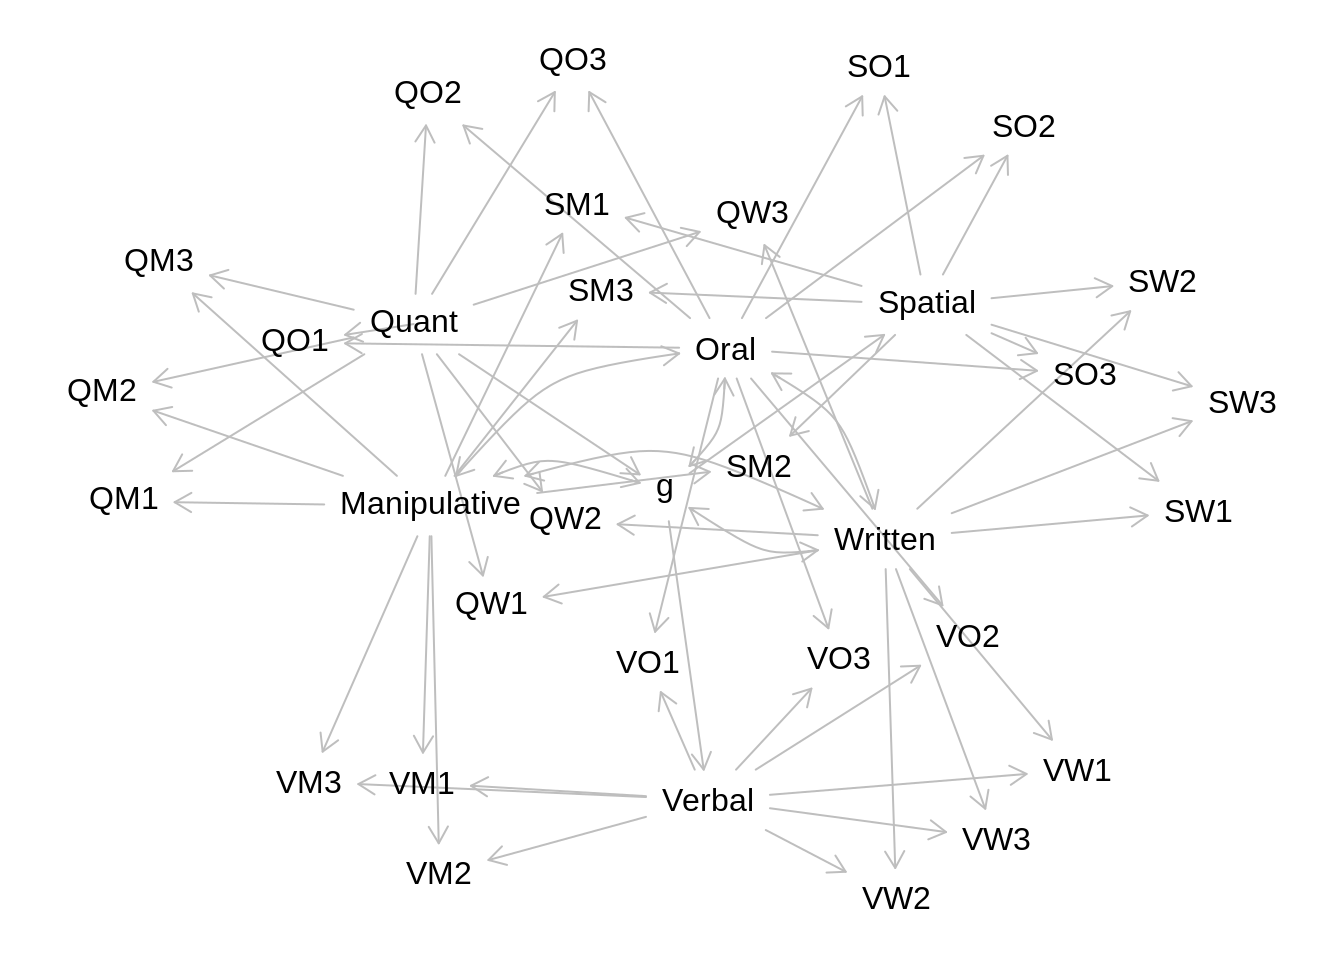 QO3
SO1
QO2
SO2
SM1
QW3
QM3
SW2
SM3
Spatial
Quant
QO1
Oral
SO3
QM2
SW3
SM2
g
QM1
Manipulative
SW1
QW2
Written
QW1
VO2
VO3
VO1
VW1
VM3
VM1
Verbal
VW3
VM2
VW2